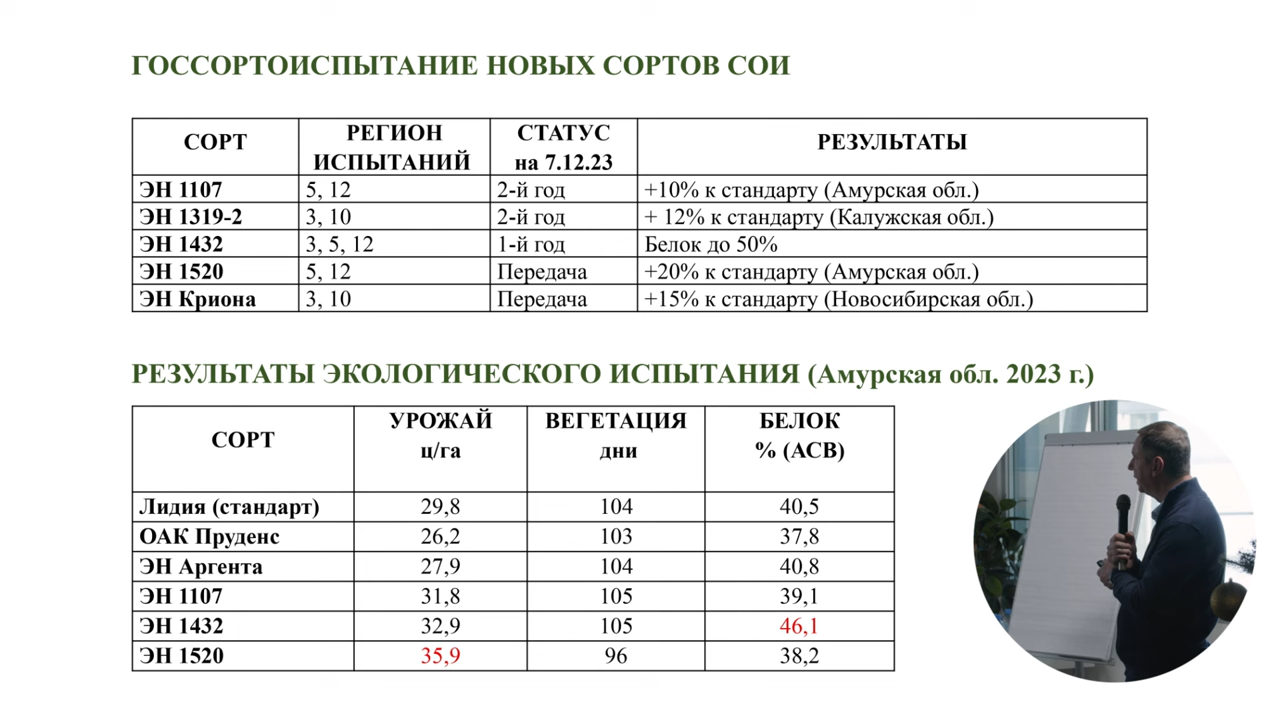 ГОССОРТОИСПЫТАНИЕ НОВЫХ СОРТОВ СОИ
СОРТ РЕГИОН ИСПЫТАНИЙ СТАТУС на 7.12.23 РЕЗУЛЬТАТЫ
ЭН 1107 5, 12 2-й год +10% к стандарту (Амурская обл.)
ЭН 1319-2 3, 10 2-й год + 12% к стандарту (Калужская обл.)
ЭН 1432 3, 5, 12 1-й год Белок до 50%
ЭН 1520 5, 12 Передача +20% к стандарту (Амурская обл.)
ЭН Криона 3, 10 Передача +15% к стандарту (Новосибирская обл.)
РЕЗУЛЬТАТЫ ЭКОЛОГИЧЕСКОГО ИСПЫТАНИЯ (Амурская обл. 2023 г.)
СОРТ УРОЖАЙ ц/га ВЕГЕТАЦИЯ дни БЕЛОК % (АСВ)
Лидия (стандарт) 29,8 104 40,5
ОАК Пруденс 26,2 103 37,8
ЭН Аргента 27,9 104 40,8
ЭН 1107 31,8 105 39,1
ЭН 1432 32,9 105 46,1
ЭН 1520 35,9 96 38,2